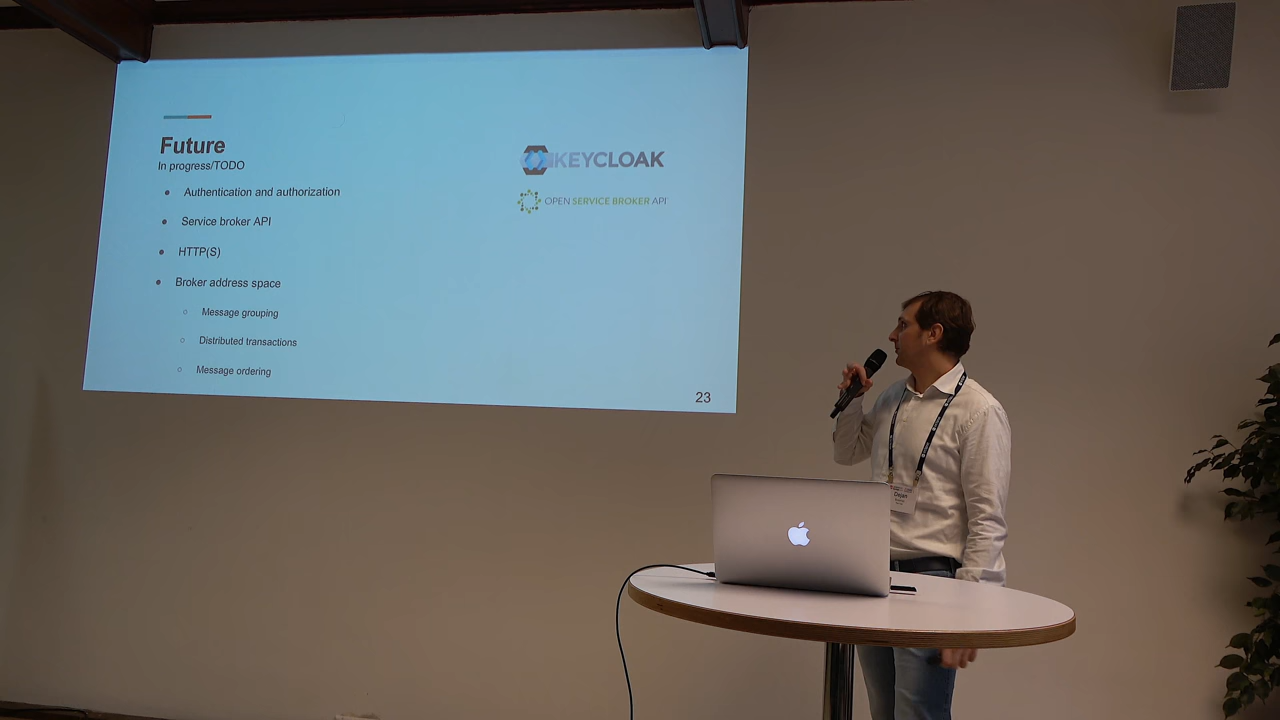 Future
In progress/TODO
Authentication and authorization
Service broker API
HTTP(S)
Broker address space
Message grouping
Distributed transactions
Message ordering
KEYCLOAK
OPEN SERVICE BROKER API
23
Dejan